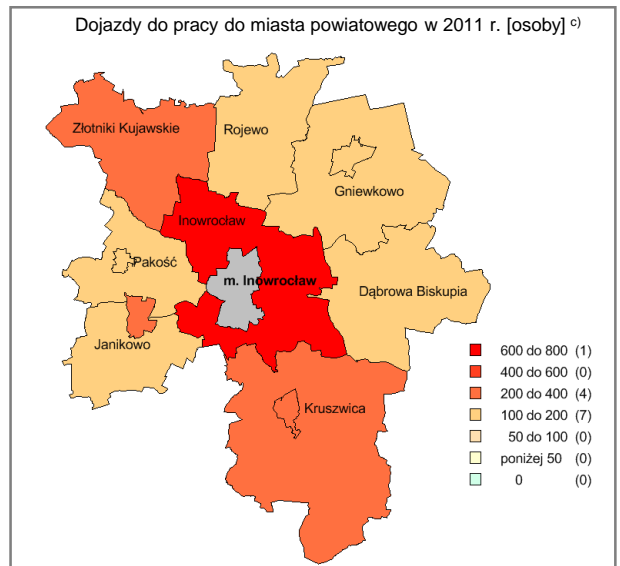 Dojazdy do pracy do miasta powiatowego w 2011 r. [osoby] c)
Złotniki Kujawskie
Rojewo
Gniewkowo
Inowrocław
Pakość
m. Inowrocław
Dąbrowa Biskupia
Janikowo
Kruszwica
600 do 800 (1)
400 do 600 (0)
200 do 400 (4)
100 do 200 (7)
50 do 100 (0)
poniżej 50 (0)
0 (0)